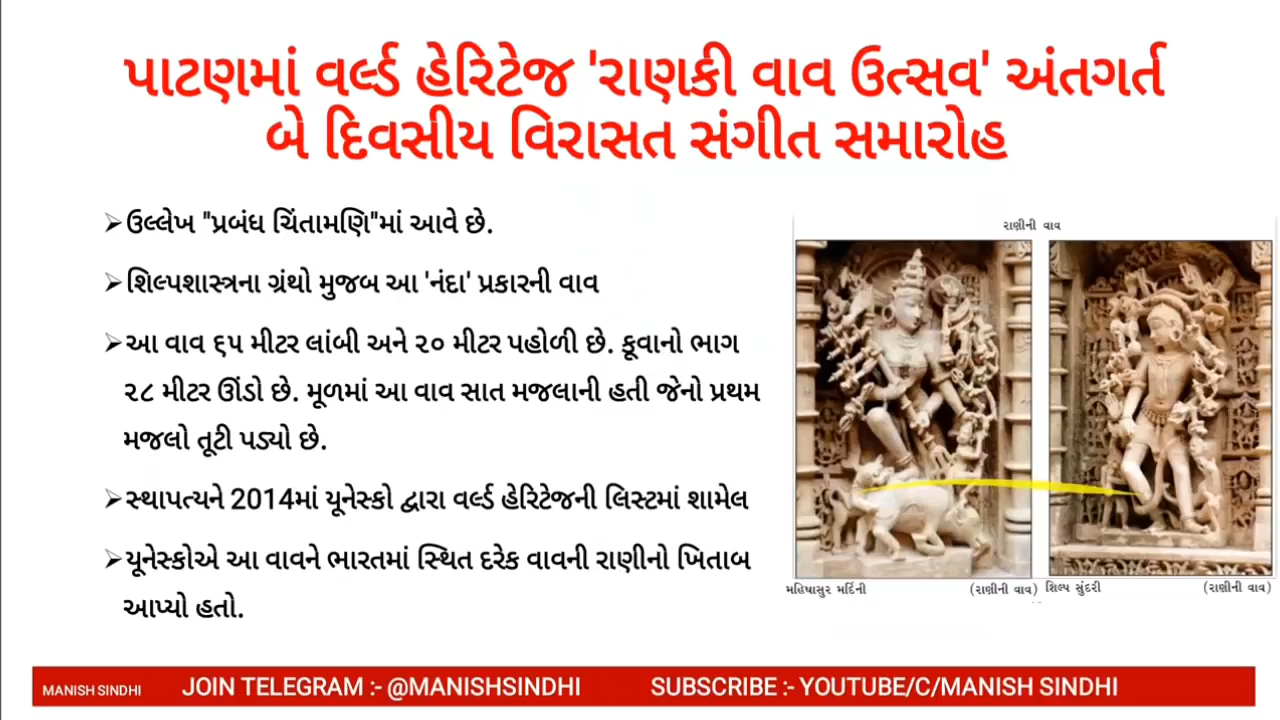 પાટણમાં વર્લ્ડ હેરિટેજ 'રાણકી વાવ ઉત્સવ' અંતગર્ત
બે દિવસીય વિરાસત સંગીત સમારોહ
➢ઉલ્લેખ "પ્રબંધ ચિંતામણિ"માં આવે છે.
➢શિલ્પશાસ્ત્રના ગ્રંથો મુજબ આ 'નંદા' પ્રકારની વાવ
➢આ વાવ ૬૫ મીટર લાંબી અને ૨૦ મીટર પહોળી છે. કૂવાનો ભાગ
૨૮ મીટર ઊંડો છે. મૂળમાં આ વાવ સાત મજલાની હતી જેનો પ્રથમ
મજલો તૂટી પડ્યો છે.
➢સ્થાપત્યને 2014માં યૂનેસ્કો દ્વારા વર્લ્ડ હેરિટેજની લિસ્ટમાં શામેલ
➢યૂનેસ્કોએ આ વાવને ભારતમાં સ્થિત દરેક વાવની રાણીનો ખિતાબ
આપ્યો હતો.
રાણીની વાવ
મહિષાસુર મર્દિની (રાણીની વાવ) શિલ્પ સુંદરી (રાણીની વાવ)
MANISH SINDHI JOIN TELEGRAM :- @MANISHSINDHI SUBSCRIBE :- YOUTUBE/C/MANISH SINDHI